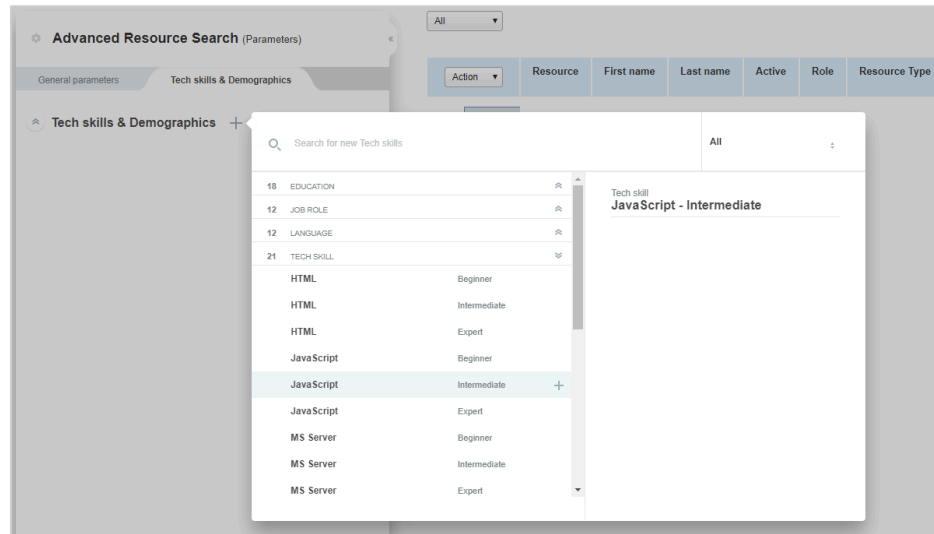 All
Advanced Resource Search (Parameters)
«
Action
Resource
First name
Last name
Active
Role
Resource Type
General parameters
Tech skills & Demographics
Tech skills & Demographics
Search for new Tech skills
All
18 EDUCATION
12 JOB ROLE
12 LANGUAGE
21 TECH SKILL
HTML Beginner
HTML Intermediate
HTML Expert
JavaScript Beginner
JavaScript Intermediate
JavaScript Expert
MS Server Beginner
MS Server Intermediate
MS Server Expert
Tech skill
JavaScript - Intermediate